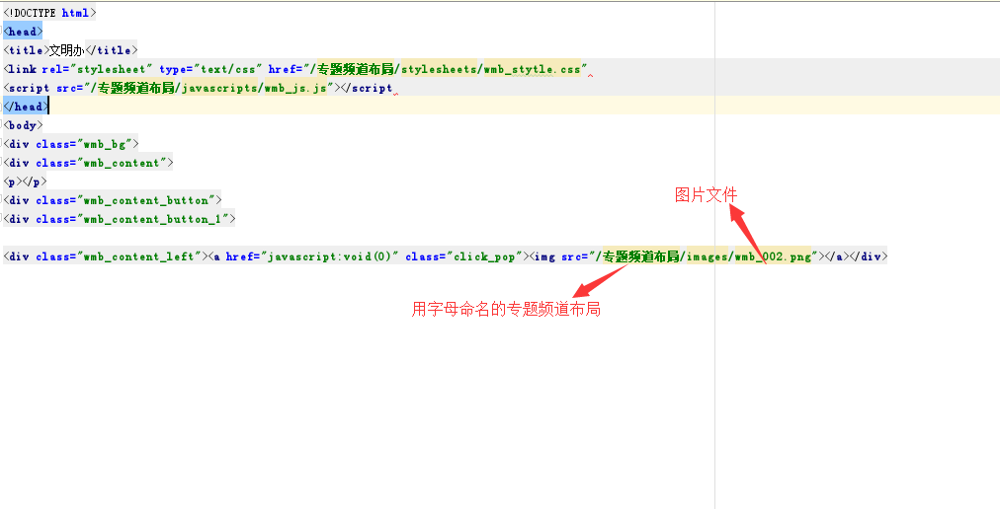 <!DOCTYPE html>
<head>
<title>文明办</title>
<link rel="stylesheet" type="text/css" href="/专题频道布局/stylesheets/wmb_stytle.css"
<script src="/专题频道布局/javascripts/wmb_js.js"></script
</head>
<body>
<div class="wmb_bg">
<div class="wmb_content">
<p></p>
<div class="wmb_content_button">
图片文件
<div class="wmb_content_button_1">
<div class="wmb_content_left"><a href="javascript:void(0)" class="click_pop"><img src="/专题频道布局/images/wmb_002.png"></a></div>
用字母命名的专题频道布局